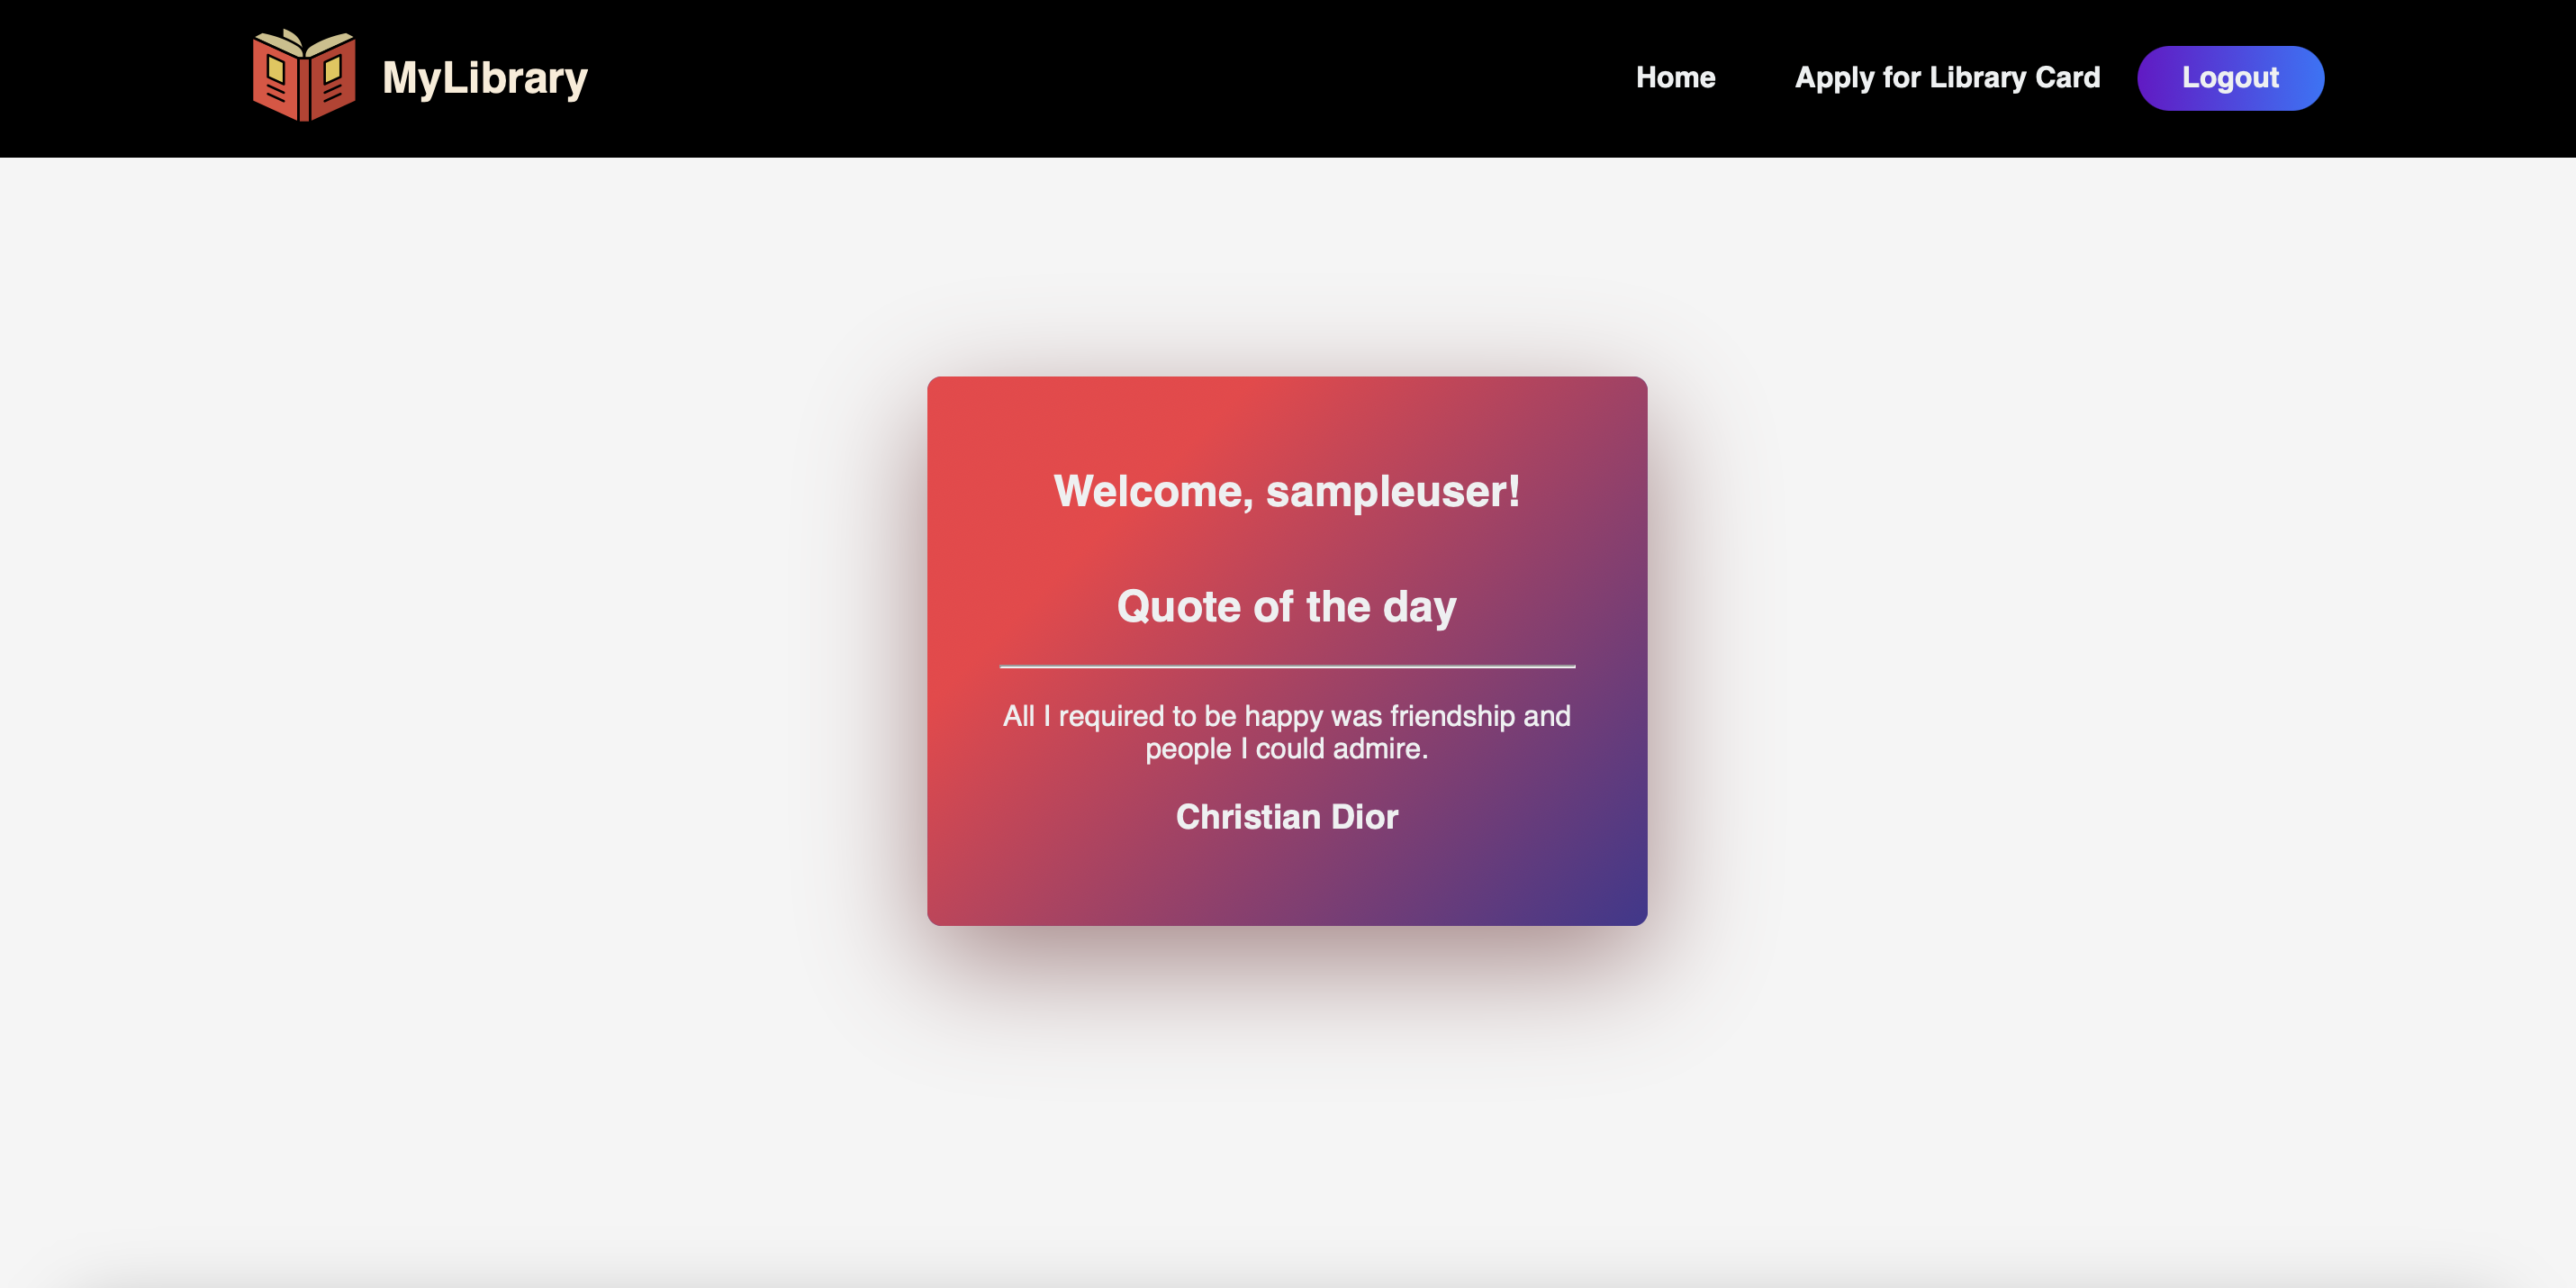 MyLibrary
Home
Apply for Library Card
Logout
Welcome, sampleuser!
Quote of the day
All I required to be happy was friendship and
people I could admire.
Christian Dior